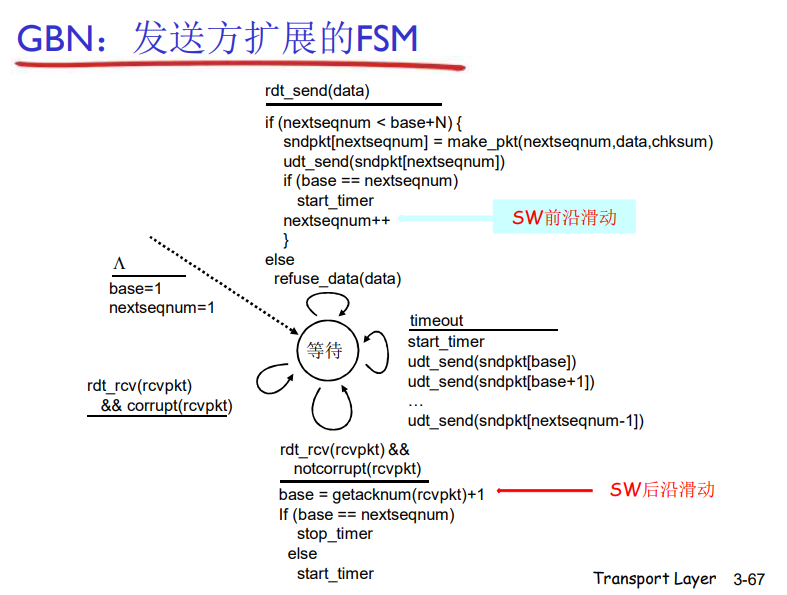 GBN：发送方扩展的FSM
rdt_send(data)
if (nextseqnum < base+N) {
sndpkt[nextseqnum] = make_pkt(nextseqnum,data,chksum)
udt_send(sndpkt[nextseqnum])
if (base == nextseqnum)
start_timer
nextseqnum++
SW前沿滑动
}
else
refuse_data(data)
Λ
base=1
nextseqnum=1
等待
timeout
start_timer
udt_send(sndpkt[base])
udt_send(sndpkt[base+1])
…
udt_send(sndpkt[nextseqnum-1])
rdt_rcv(rcvpkt)
&& corrupt(rcvpkt)
rdt_rcv(rcvpkt) &&
notcorrupt(rcvpkt)
base = getacknum(rcvpkt)+1
SW后沿滑动
If (base == nextseqnum)
stop_timer
else
start_timer
Transport Layer 3-67